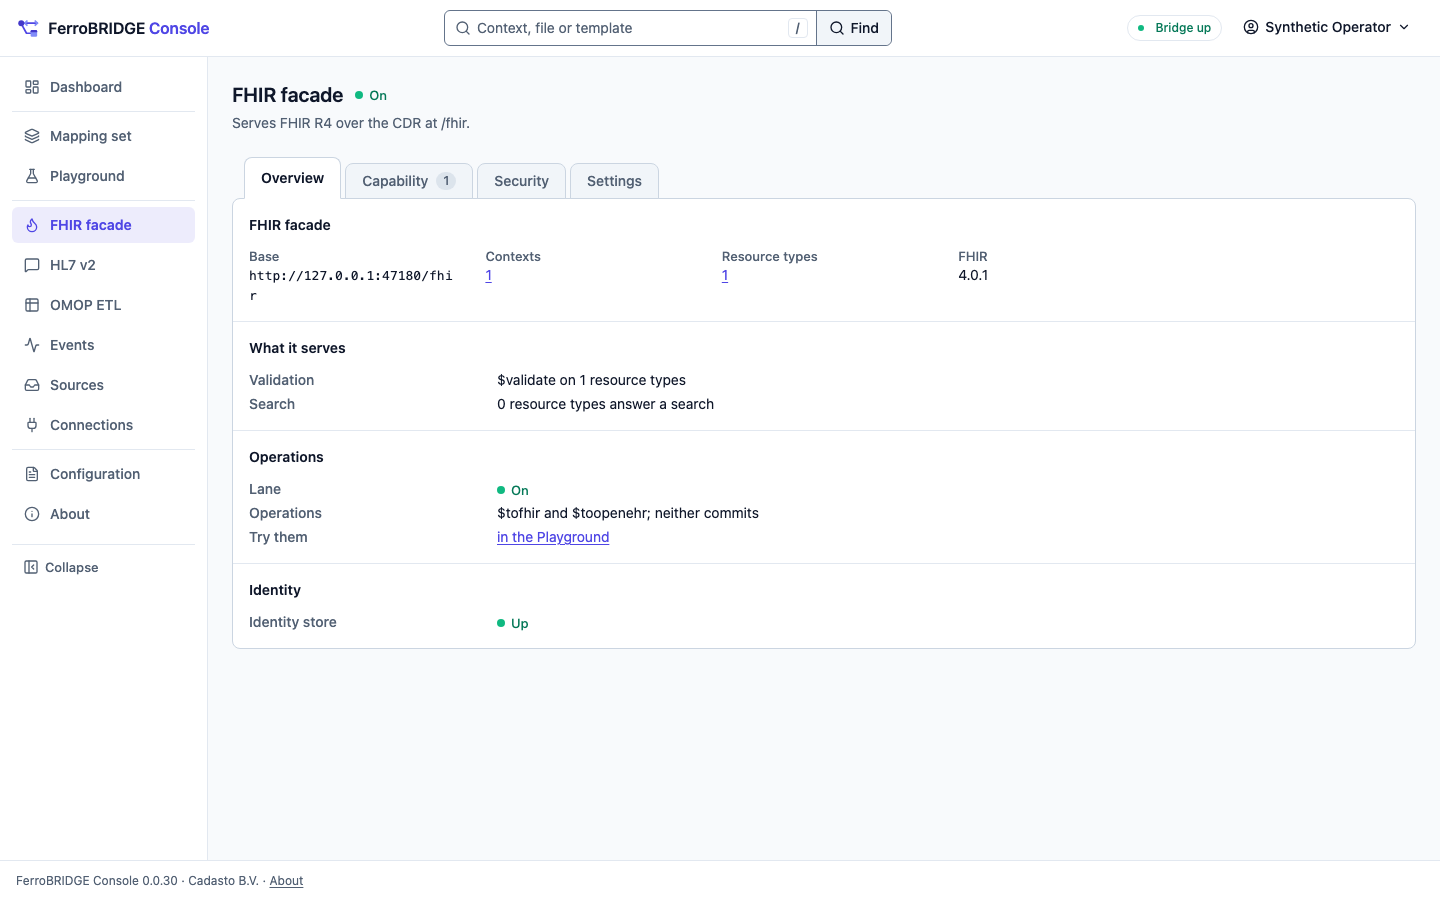 FerroBRIDGE Console
Context, file or template
/
Find
Bridge up
Synthetic Operator
Dashboard
Mapping set
Playground
FHIR facade
HL7 v2
OMOP ETL
Events
Sources
Connections
Configuration
About
Collapse
FHIR facade
On
Serves FHIR R4 over the CDR at /fhir.
Overview
Capability 1
Security
Settings
FHIR facade
Base
Contexts
Resource types
FHIR
http://127.0.0.1:47180/fhi
r
1
1
4.0.1
What it serves
Validation
$validate on 1 resource types
Search
0 resource types answer a search
Operations
Lane
On
Operations
$tofhir and $toopenehr; neither commits
Try them
in the Playground
Identity
Identity store
Up
FerroBRIDGE Console 0.0.30 · Cadasto B.V. · About